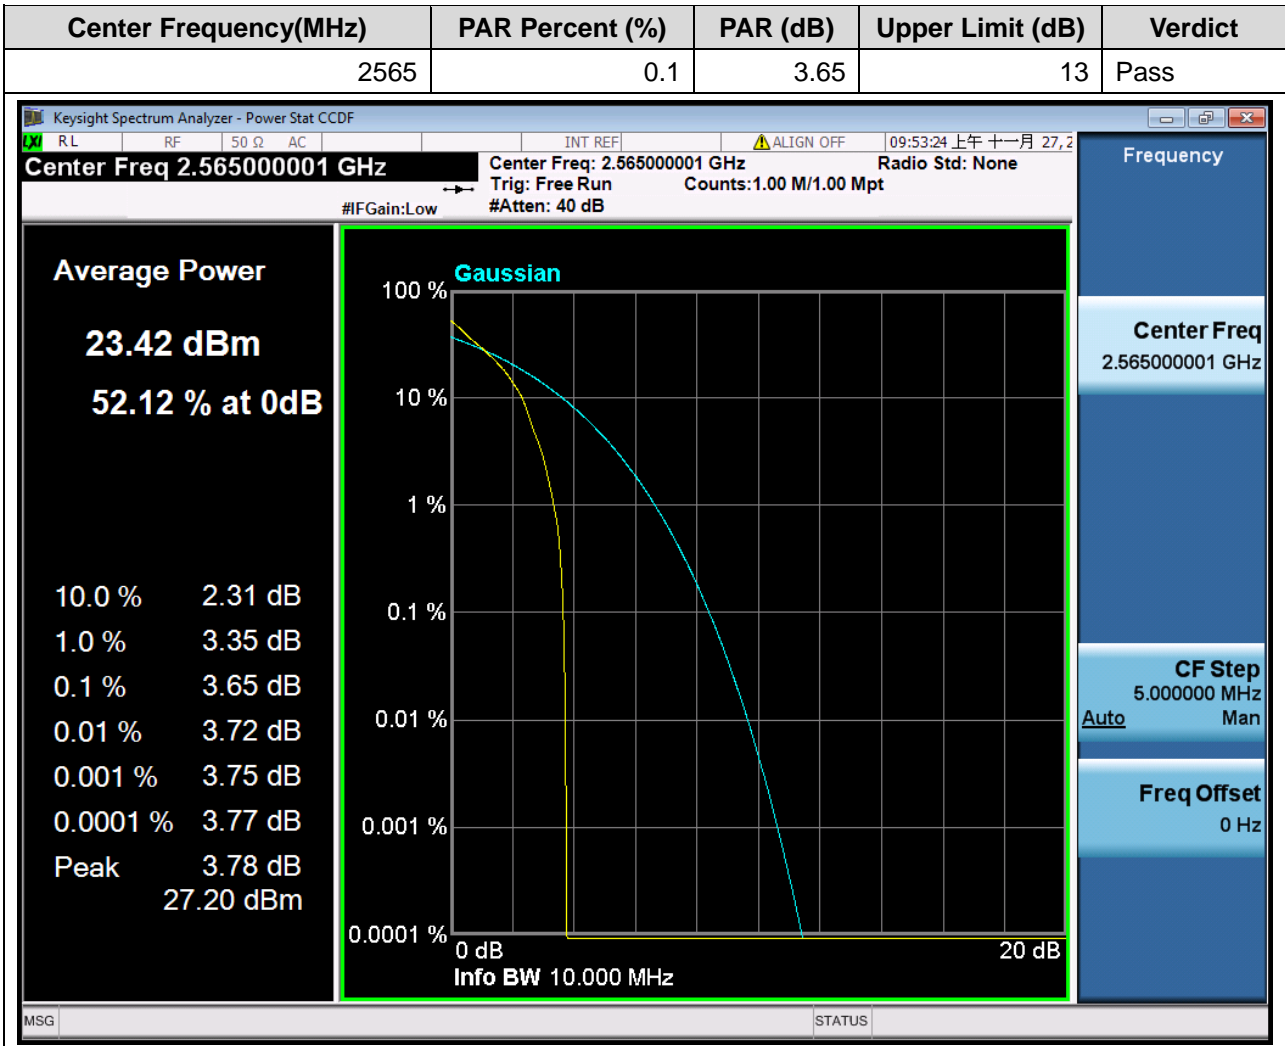 Center Frequency(MHz) PAR Percent (%) PAR (dB) Upper Limit (dB) Verdict
2565 0.1 3.65 13 Pass
Keysight Spectrum Analyzer - Power Stat CCDF
LXI RL RF 50 Ω AC INT REF ALIGN OFF 09:53:24 上午 十一月 27, 2
Center Freq 2.565000001 GHz
Center Freq: 2.565000001 GHz Radio Std: None
Trig: Free Run Counts:1.00 M/1.00 Mpt
#IFGain:Low #Atten: 40 dB
Average Power
23.42 dBm
52.12 % at 0dB
10.0 % 2.31 dB
1.0 % 3.35 dB
0.1 % 3.65 dB
0.01 % 3.72 dB
0.001 % 3.75 dB
0.0001 % 3.77 dB
Peak 3.78 dB
27.20 dBm
Gaussian
100 %
10 %
1 %
0.1 %
0.01 %
0.001 %
0.0001 %
0 dB 20 dB
Info BW 10.000 MHz
Frequency
Center Freq
2.565000001 GHz
CF Step
5.000000 MHz
Auto Man
Freq Offset
0 Hz
MSG STATUS